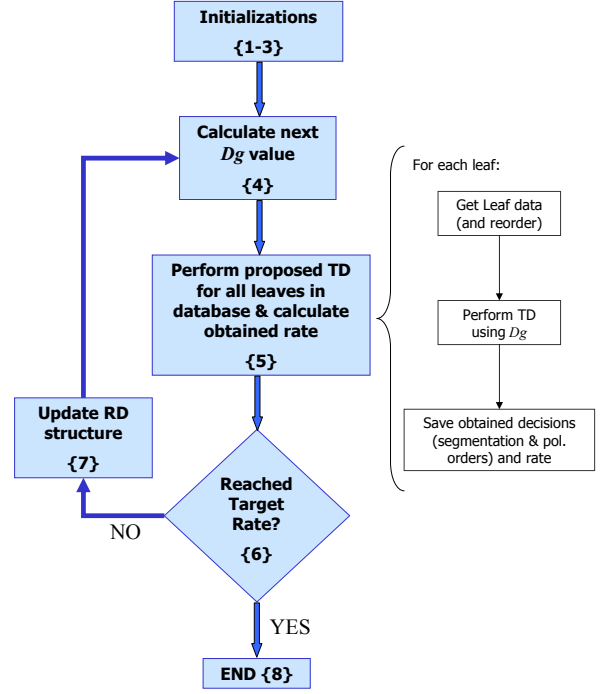 Initializations
{1-3}
Calculate next
Dg value
{4}
For each leaf:
Get Leaf data
(and reorder)
Perform proposed TD
for all leaves in
database & calculate
obtained rate
{5}
Perform TD
using Dg
Save obtained decisions
(segmentation & pol.
orders) and rate
Update RD
structure
{7}
Reached
Target
Rate?
{6}
NO
YES
END {8}